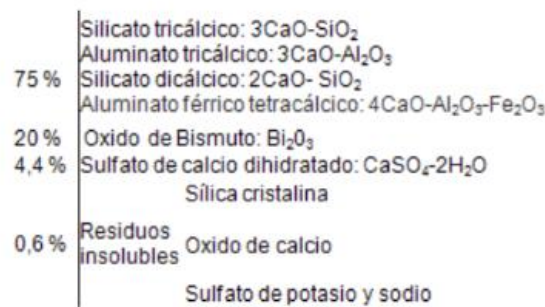 Silicato tricálcico: 3CaO-SiO₂
Aluminato tricálcico: 3CaO-Al₂O₃
75 % Silicato dicálcico: 2CaO- SiO₂
Aluminato férrico tetracálcico: 4CaO-Al₂O₃-Fe₂O₃
20 % Oxido de Bismuto: Bi₂0₃
4,4 % Sulfato de calcio dihidratado: CaSO₄-2H₂O
Sílica cristalina
0,6 % Residuos insolubles Oxido de calcio
Sulfato de potasio y sodio